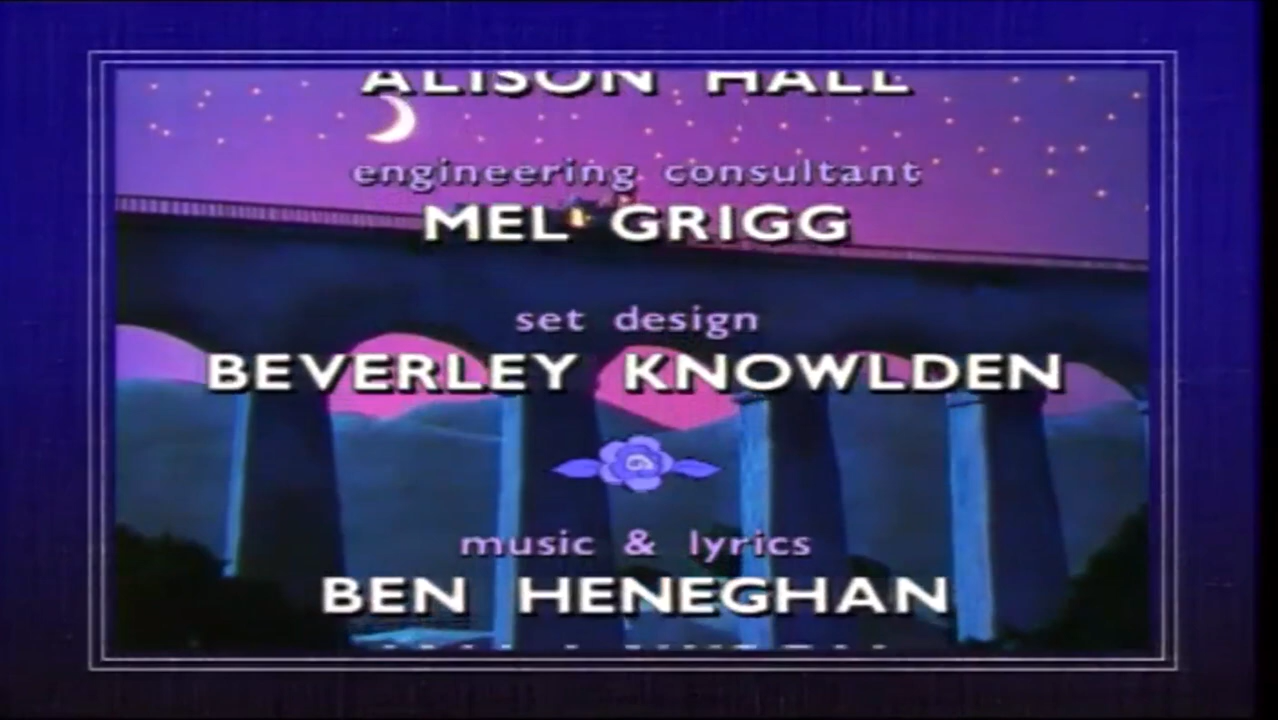 ALISON HALL
engineering consultant
MEL GRIGG
set design
BEVERLEY KNOWLDEN
music & lyrics
BEN HENEGHAN